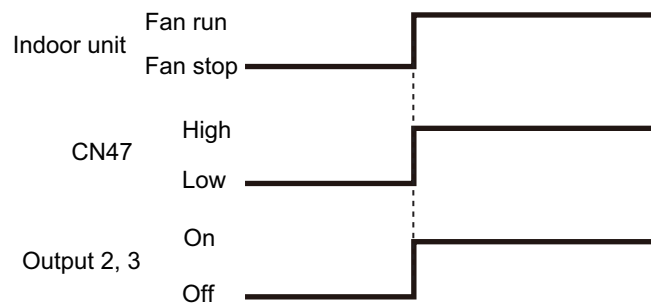 Indoor unit
Fan run
Fan stop
CN47
High
Low
Output 2, 3
On
Off